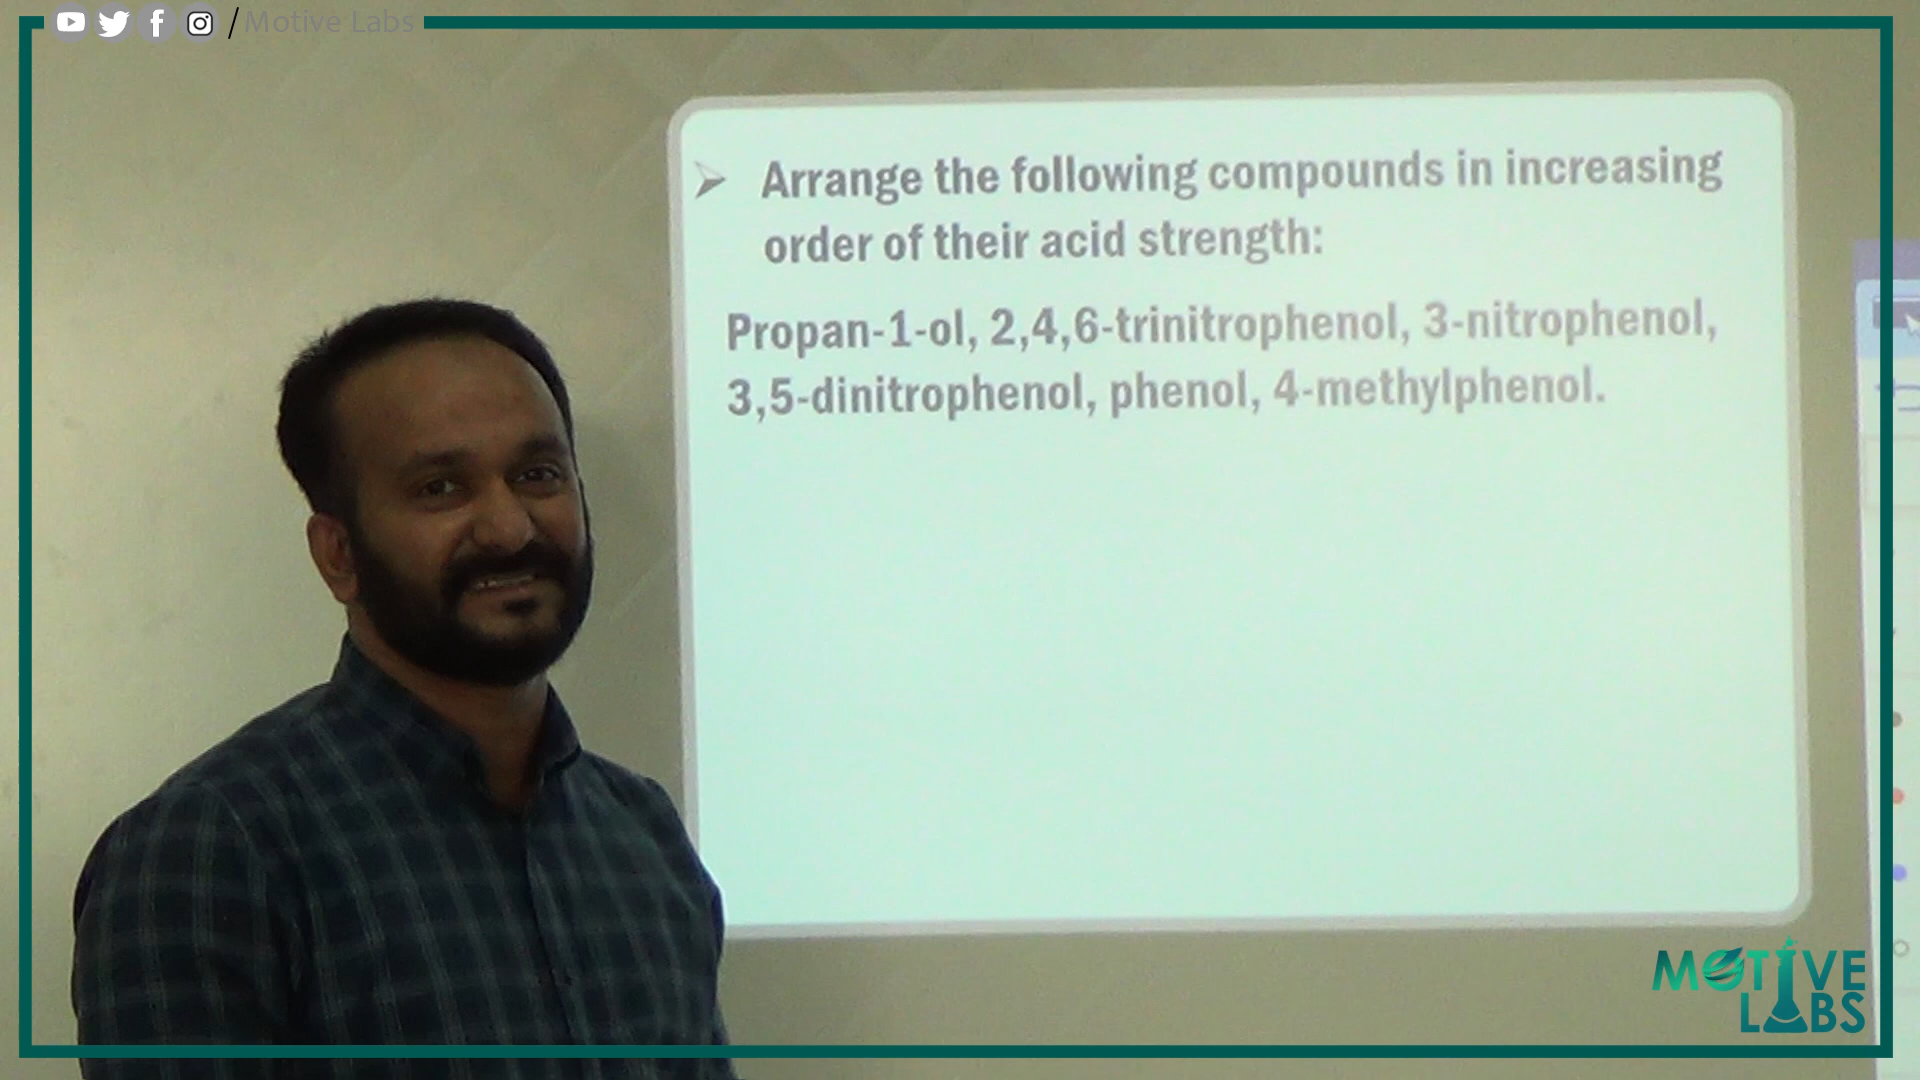 /Motive Labs
➢ Arrange the following compounds in increasing
order of their acid strength:
Propan-1-ol, 2,4,6-trinitrophenol, 3-nitrophenol,
3,5-dinitrophenol, phenol, 4-methylphenol.
MOTIVE
LABS